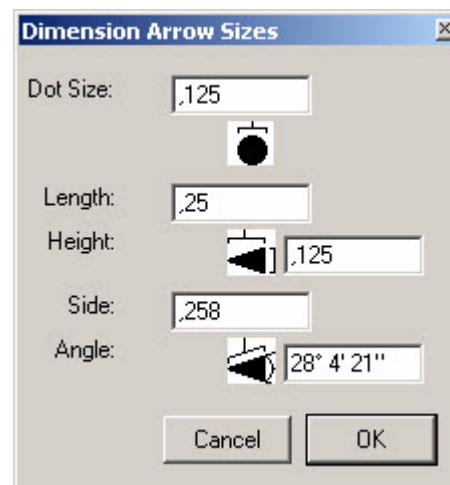 Dimension Arrow Sizes
Dot Size: ,125
Length: ,25
Height: ,125
Side: ,258
Angle: 28° 4' 21"
Cancel OK